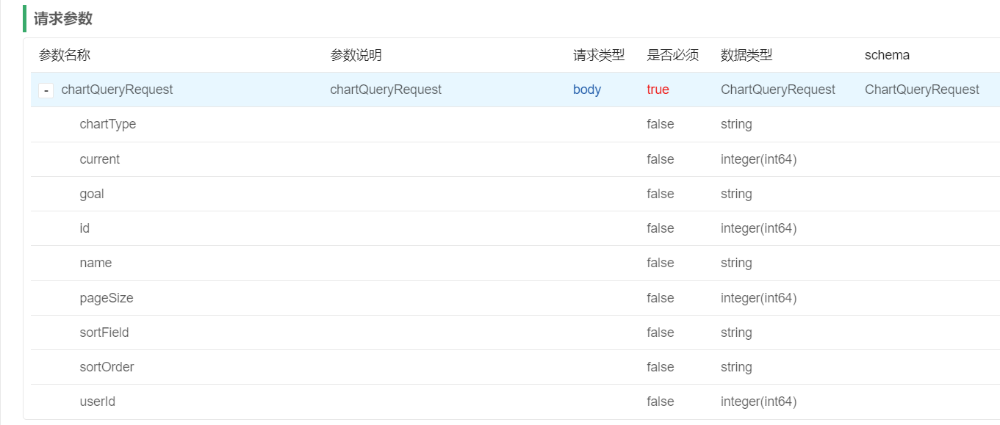 请求参数
参数名称 参数说明 请求类型 是否必须 数据类型 schema
- chartQueryRequest chartQueryRequest body true ChartQueryRequest ChartQueryRequest
chartType false string
current false integer(int64)
goal false string
id false integer(int64)
name false string
pageSize false integer(int64)
sortField false string
sortOrder false string
userId false integer(int64)